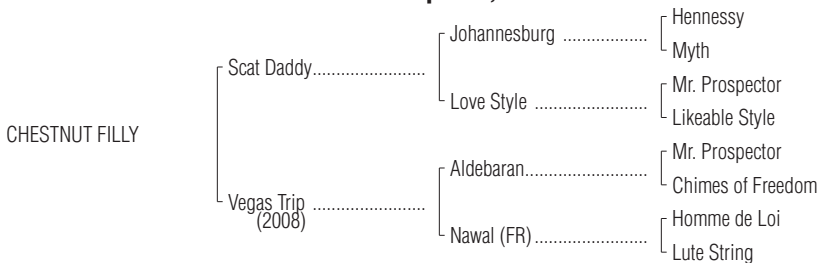 Hennessy
Johannesburg ...................
Myth
Scat Daddy.........................
Mr. Prospector
Love Style .........................
Likeable Style
CHESTNUT FILLY
Mr. Prospector
Aldebaran...........................
Chimes of Freedom
Vegas Trip .........................
(2008)
Homme de Loi
Nawal (FR).........................
Lute String